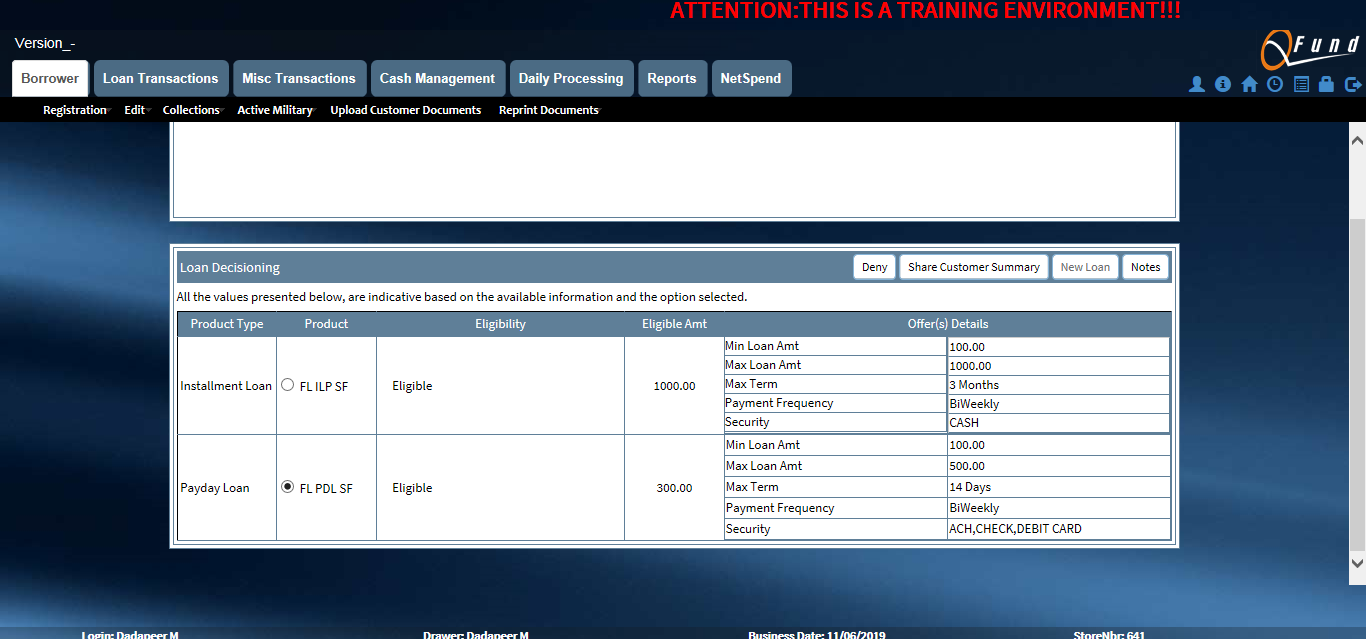 ATTENTION:THIS IS A TRAINING ENVIRONMENT!!!
Version_-
QFund
Borrower Loan Transactions Misc Transactions Cash Management Daily Processing Reports NetSpend
Registration Edit Collections Active Military Upload Customer Documents Reprint Documents
Loan Decisioning Deny Share Customer Summary New Loan Notes
All the values presented below, are indicative based on the available information and the option selected.
Product Type Product Eligibility Eligible Amt Offer(s) Details
Installment Loan FL ILP SF Eligible 1000.00
Min Loan Amt 100.00
Max Loan Amt 1000.00
Max Term 3 Months
Payment Frequency BiWeekly
Security CASH
Payday Loan FL PDL SF Eligible 300.00
Min Loan Amt 100.00
Max Loan Amt 500.00
Max Term 14 Days
Payment Frequency BiWeekly
Security ACH,CHECK,DEBIT CARD
Login: Dadapeer M Drawer: Dadapeer M Business Date: 11/06/2019 StoreNbr: 641